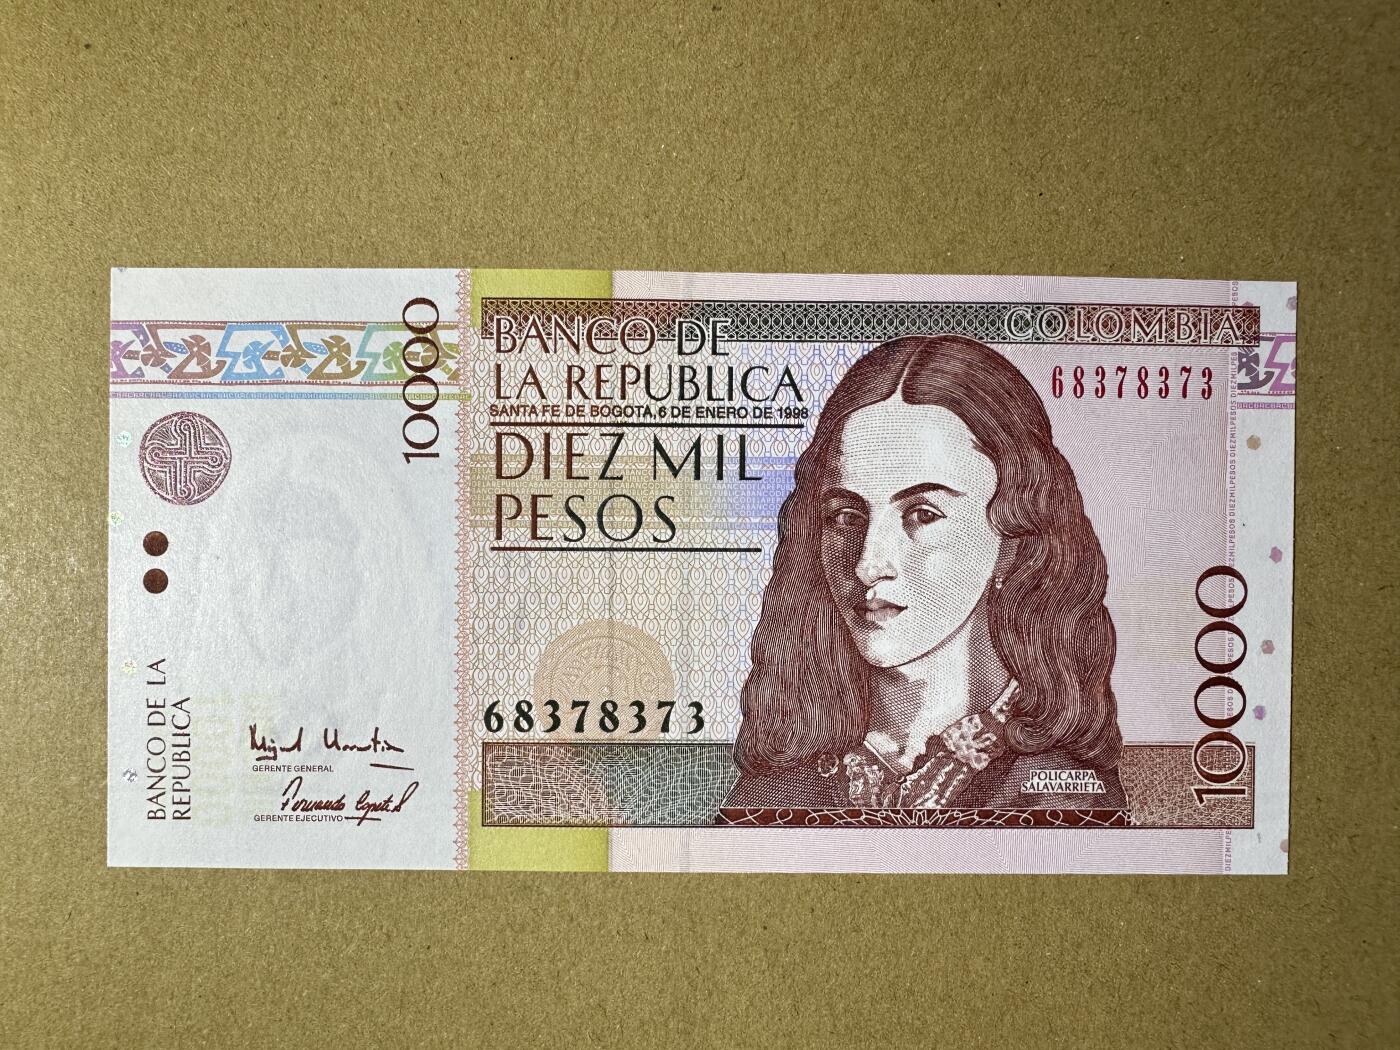 10000
BANCO DE
LA REPUBLICA
SANTA FE DE BOGOTA, 6 DE ENERO DE 1998
DIEZ MIL
PESOS
COLOMBIA
68378373
68378373
BANCO DE LA
REPUBLICA
GERENTE GENERAL
GERENTE EJECUTIVO
POLICARPA
SALAVARRIETA
10000